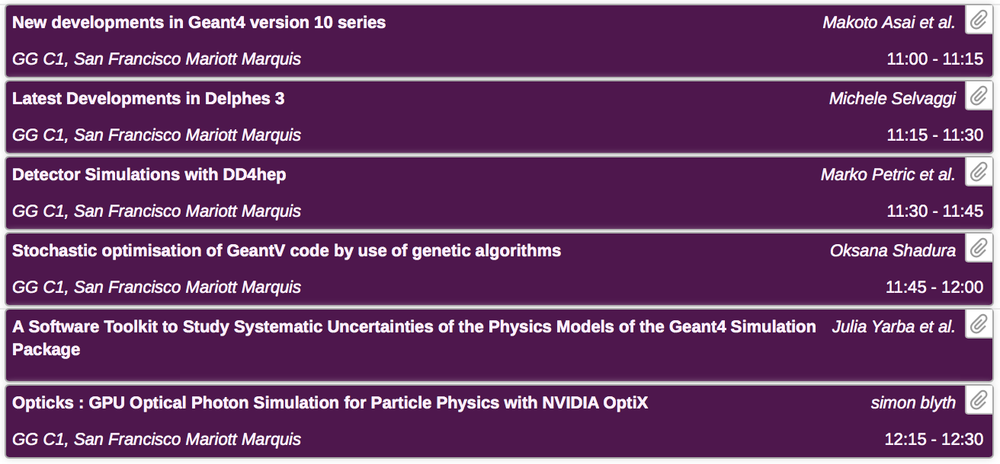 New developments in Geant4 version 10 series Makoto Asai et al.
GG C1, San Francisco Mariott Marquis 11:00 - 11:15
Latest Developments in Delphes 3 Michele Selvaggi
GG C1, San Francisco Mariott Marquis 11:15 - 11:30
Detector Simulations with DD4hep Marko Petric et al.
GG C1, San Francisco Mariott Marquis 11:30 - 11:45
Stochastic optimisation of GeantV code by use of genetic algorithms Oksana Shadura
GG C1, San Francisco Mariott Marquis 11:45 - 12:00
A Software Toolkit to Study Systematic Uncertainties of the Physics Models of the Geant4 Simulation Julia Yarba et al.
Package
Opticks : GPU Optical Photon Simulation for Particle Physics with NVIDIA OptiX simon blyth
GG C1, San Francisco Mariott Marquis 12:15 - 12:30